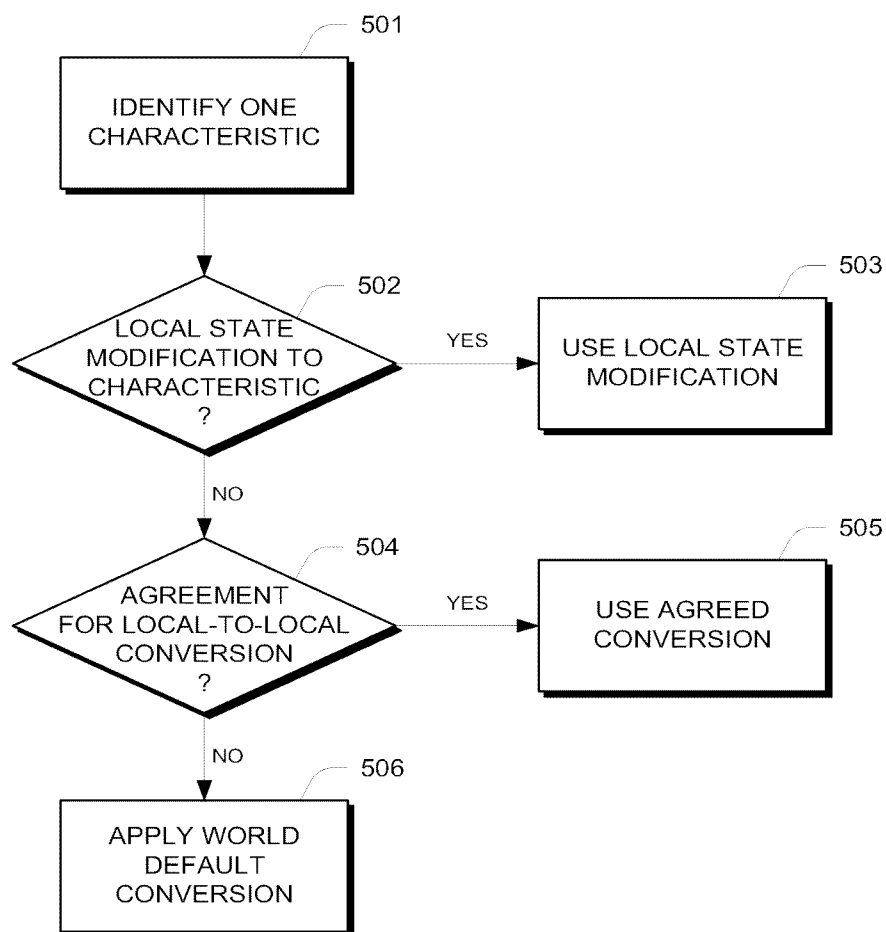 501
IDENTIFY ONE
CHARACTERISTIC
502
LOCAL STATE
MODIFICATION TO
CHARACTERISTIC
?
YES
503
USE LOCAL STATE
MODIFICATION
NO
504
AGREEMENT
FOR LOCAL-TO-LOCAL
CONVERSION
?
YES
505
USE AGREED
CONVERSION
NO
506
APPLY WORLD
DEFAULT
CONVERSION